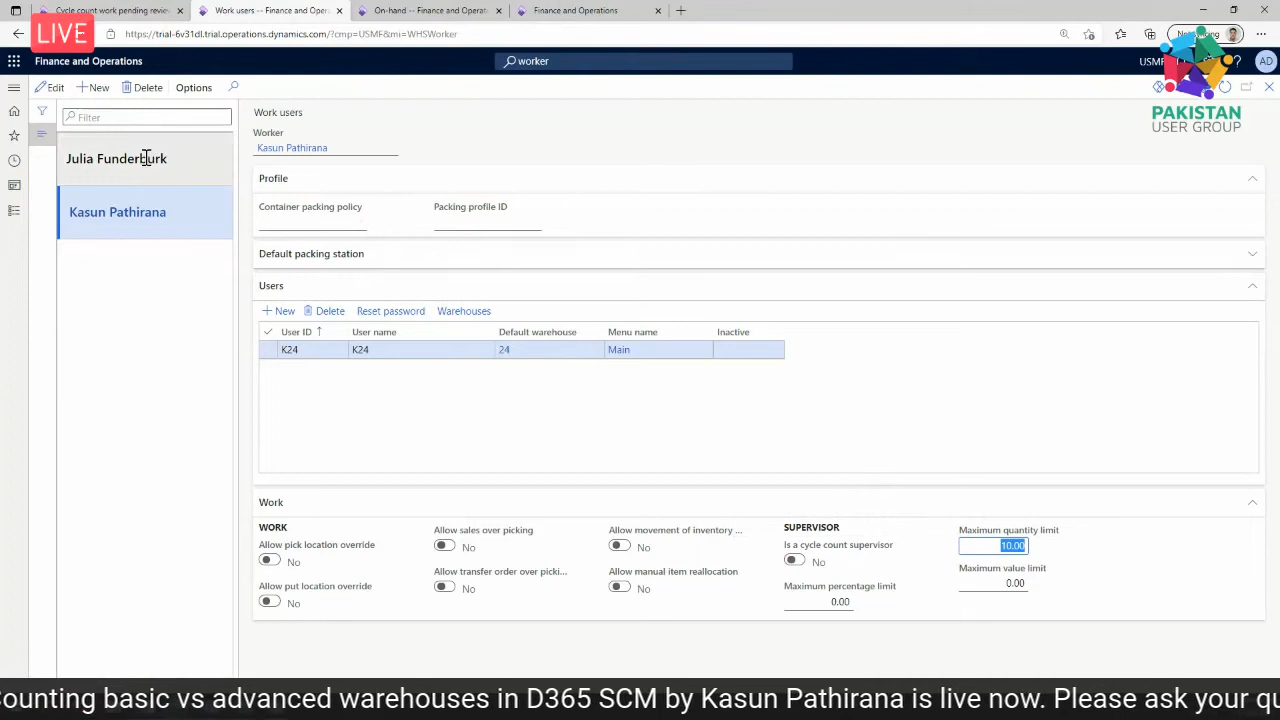 Cycle count work pending review
Work users -- Finance and Operations
On-hand -- Finance and Operations
Finance and Operations
LIVE
https://trial-6v31dl.trial.operations.dynamics.com/?cmp=USMF&mi=WHSWorker
Finance and Operations
worker
USMF
?
AD
Edit
New
Delete
Options
PAKISTAN
USER GROUP
Filter
Julia Funderburk
Kasun Pathirana
Work users
Worker
Kasun Pathirana
Profile
Container packing policy
Packing profile ID
Default packing station
Users
New
Delete
Reset password
Warehouses
User ID
User name
Default warehouse
Menu name
Inactive
K24
K24
24
Main
Work
WORK
Allow pick location override
No
Allow put location override
No
Allow sales over picking
No
Allow transfer order over picki...
No
Allow movement of inventory ...
No
Allow manual item reallocation
No
SUPERVISOR
Is a cycle count supervisor
No
Maximum percentage limit
0.00
Maximum quantity limit
10.00
Maximum value limit
0.00
Counting basic vs advanced warehouses in D365 SCM by Kasun Pathirana is live now. Please ask your qu